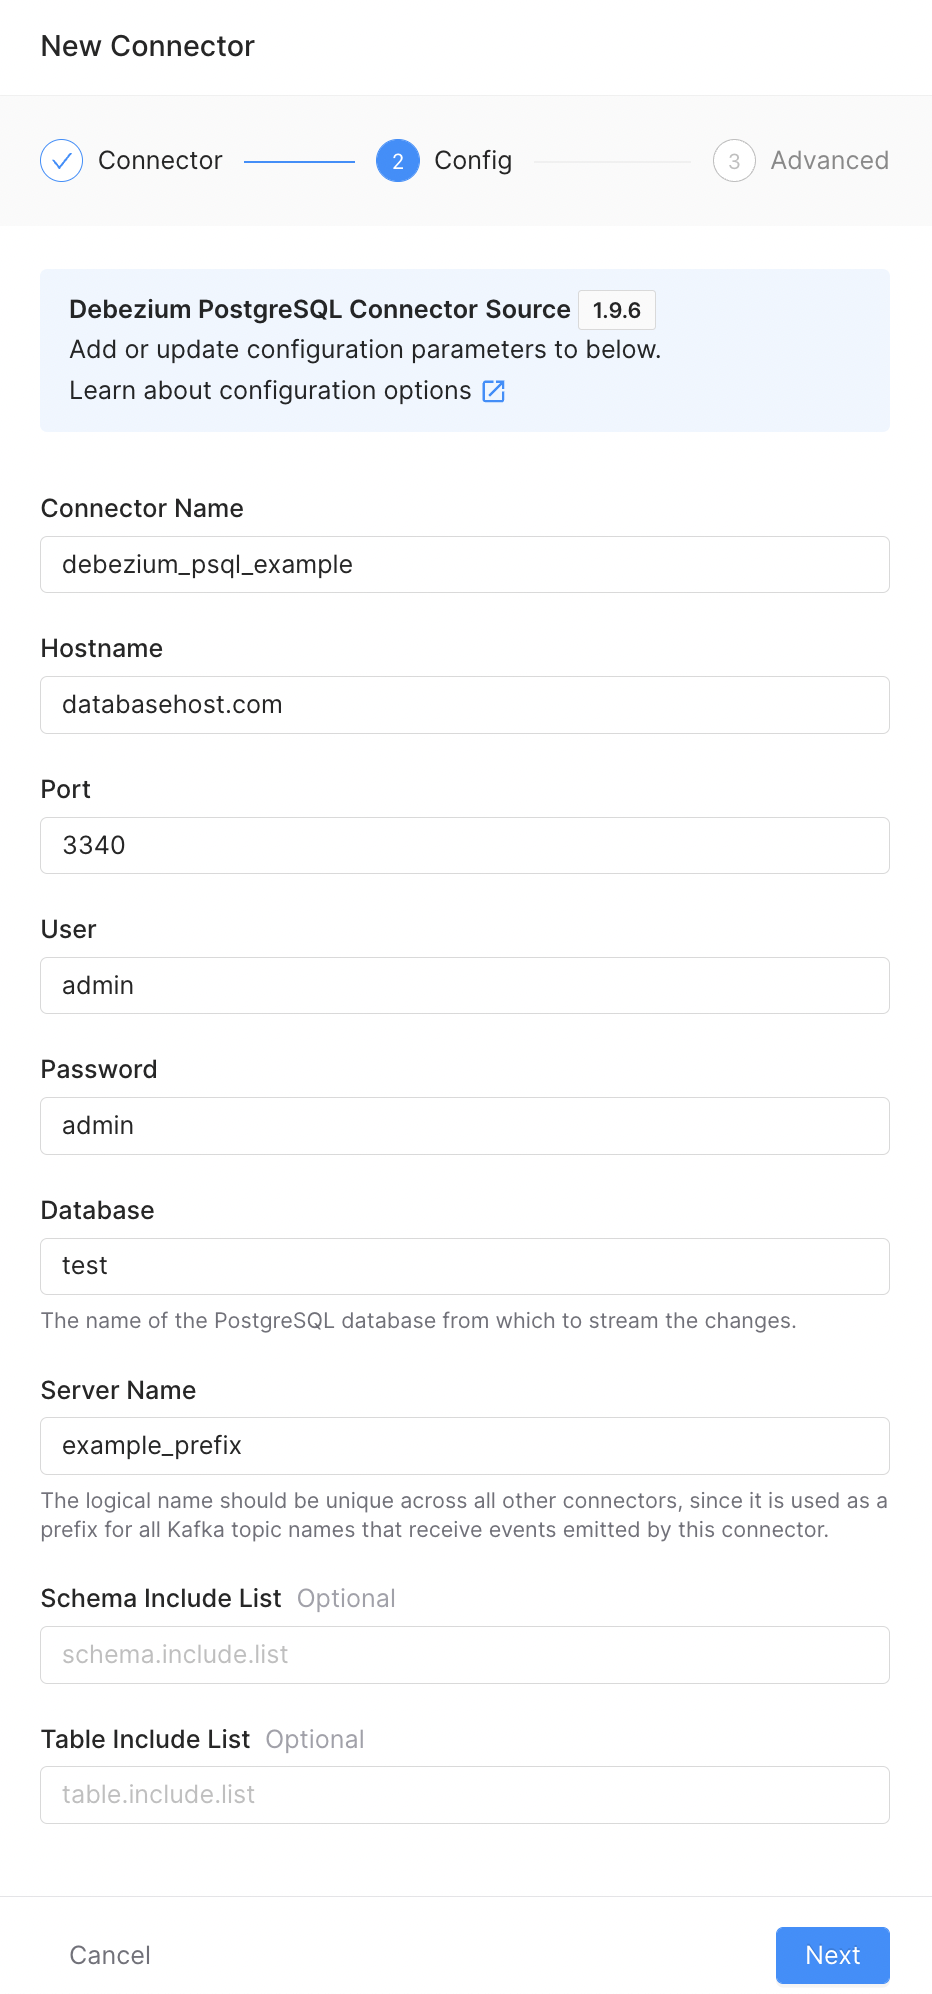 New Connector
Connector
2 Config
3 Advanced
Debezium PostgreSQL Connector Source 1.9.6
Add or update configuration parameters to below.
Learn about configuration options
Connector Name
debezium_psql_example
Hostname
databasehost.com
Port
3340
User
admin
Password
admin
Database
test
The name of the PostgreSQL database from which to stream the changes.
Server Name
example_prefix
The logical name should be unique across all other connectors, since it is used as a
prefix for all Kafka topic names that receive events emitted by this connector.
Schema Include List Optional
schema.include.list
Table Include List Optional
table.include.list
Cancel
Next